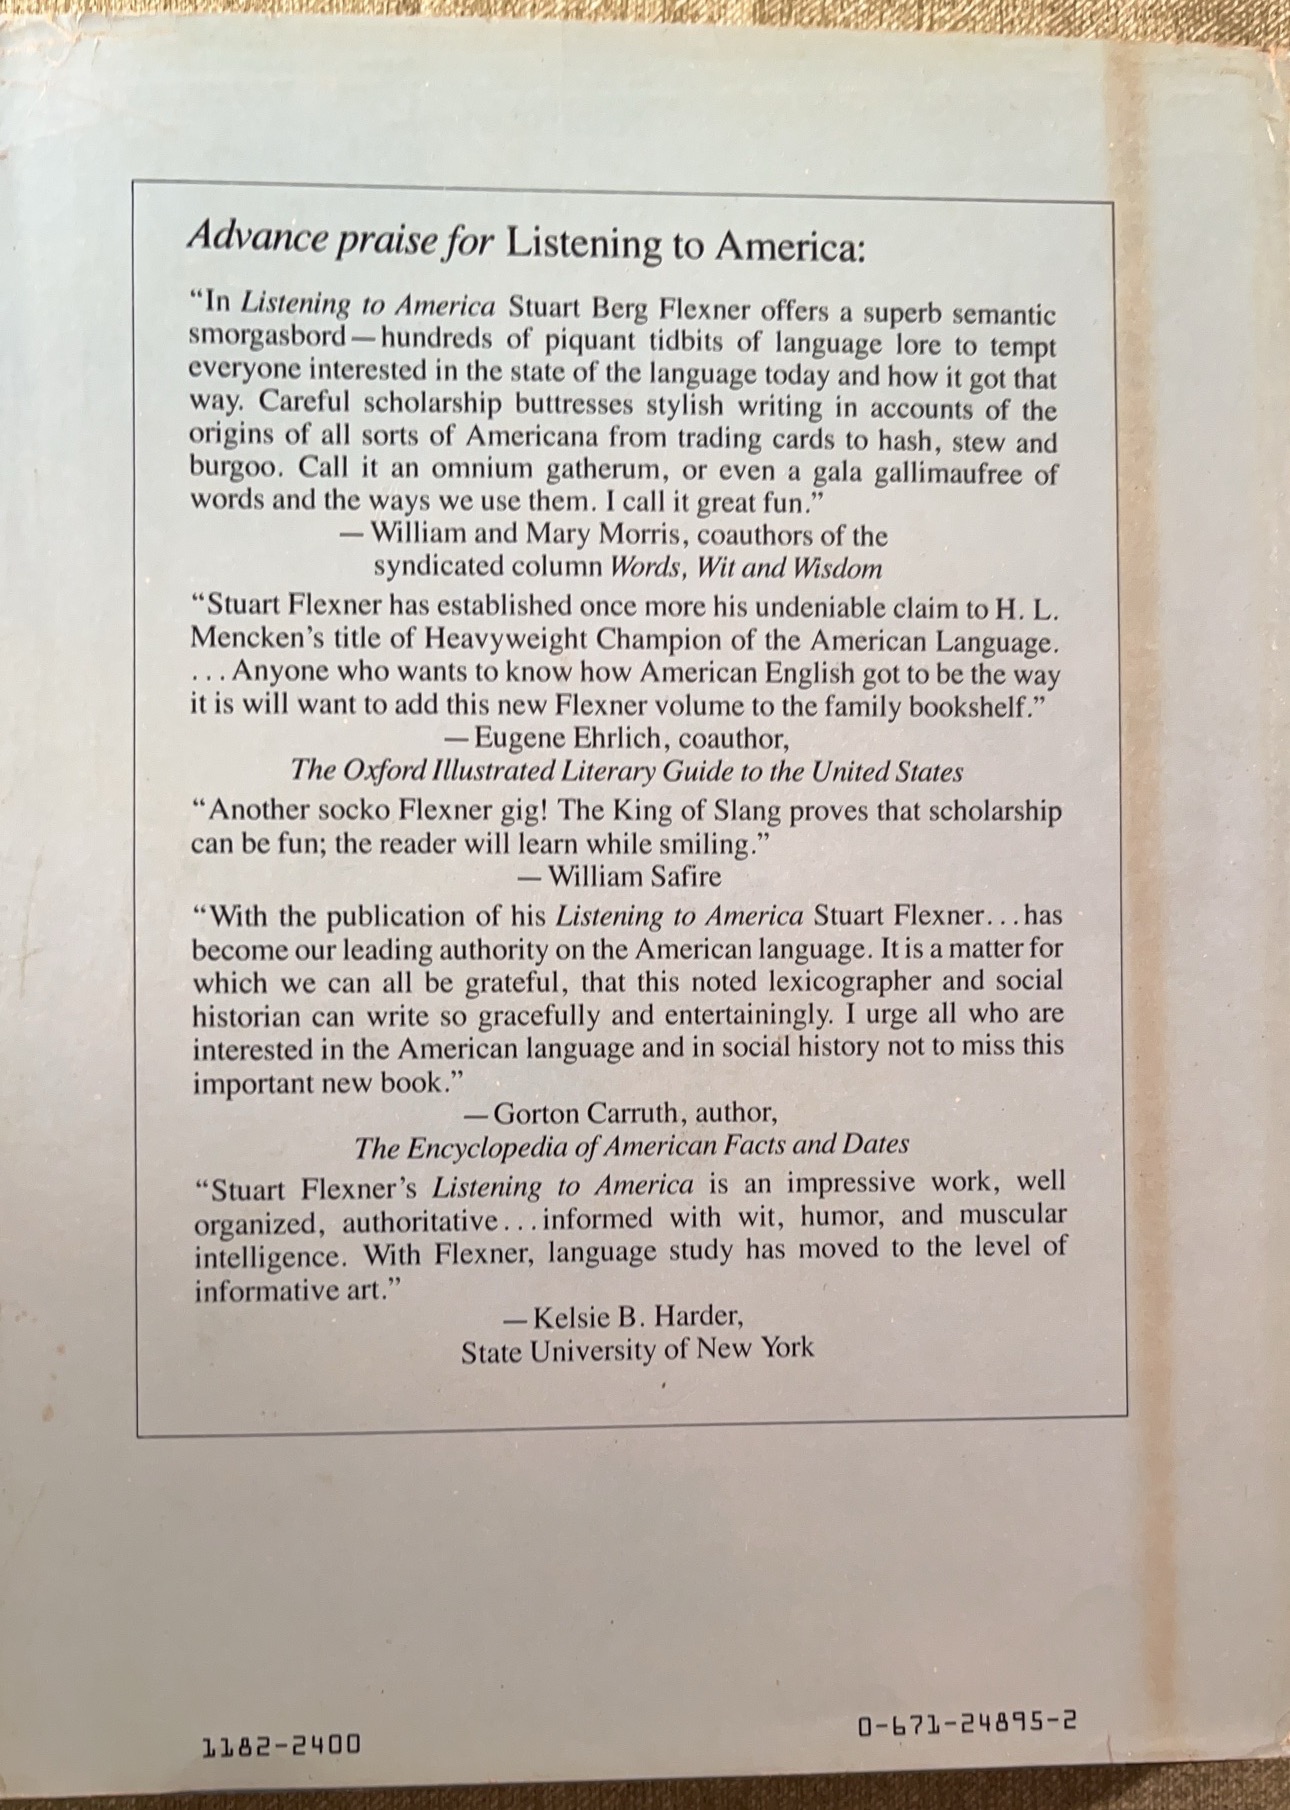 Advance praise for Listening to America:
“In Listening to America Stuart Berg Flexner offers a superb semantic
smorgasbord—hundreds of piquant tidbits of language lore to tempt
everyone interested in the state of the language today and how it got that
way. Careful scholarship buttresses stylish writing in accounts of the
origins of all sorts of Americana from trading cards to hash, stew and
burgoo. Call it an omnium gatherum, or even a gala gallimaufree of
words and the ways we use them. I call it great fun.”
— William and Mary Morris, coauthors of the
syndicated column Words, Wit and Wisdom
“Stuart Flexner has established once more his undeniable claim to H. L.
Mencken’s title of Heavyweight Champion of the American Language.
...Anyone who wants to know how American English got to be the way
it is will want to add this new Flexner volume to the family bookshelf.”
— Eugene Ehrlich, coauthor,
The Oxford Illustrated Literary Guide to the United States
“Another socko Flexner gig! The King of Slang proves that scholarship
can be fun; the reader will learn while smiling.”
— William Safire
“With the publication of his Listening to America Stuart Flexner...has
become our leading authority on the American language. It is a matter for
which we can all be grateful, that this noted lexicographer and social
historian can write so gracefully and entertainingly. I urge all who are
interested in the American language and in social history not to miss this
important new book.”
—Gorton Carruth, author,
The Encyclopedia of American Facts and Dates
“Stuart Flexner’s Listening to America is an impressive work, well
organized, authoritative...informed with wit, humor, and muscular
intelligence. With Flexner, language study has moved to the level of
informative art.”
—Kelsie B. Harder,
State University of New York
1182-2400
0-671-24895-2